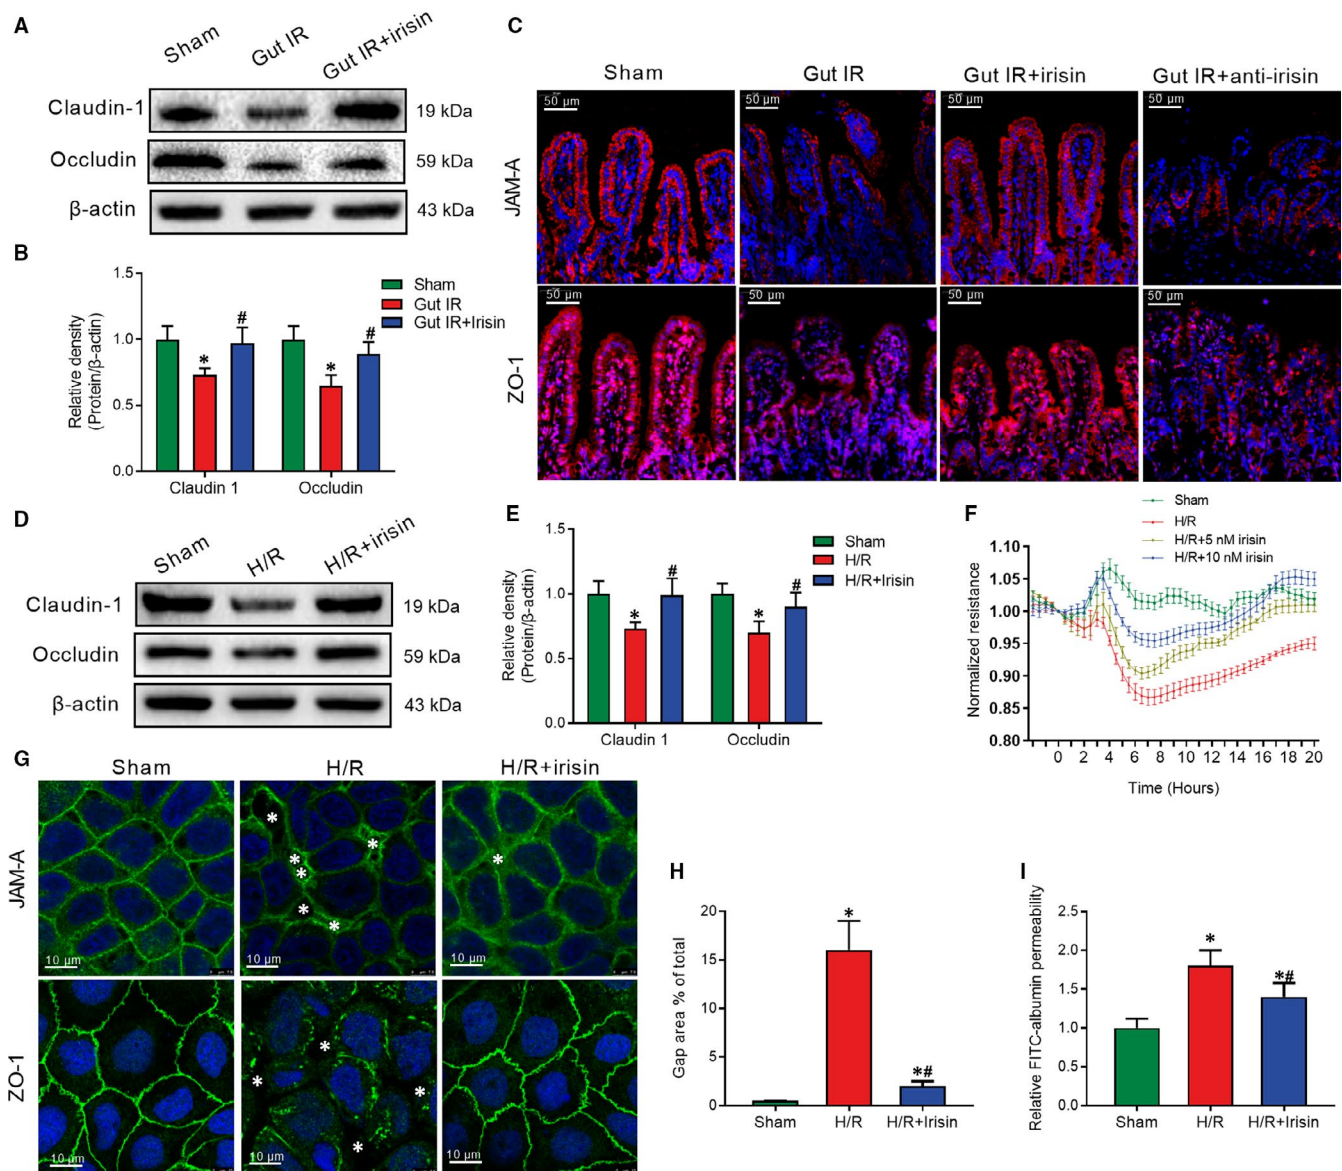 A
Sham
Gut IR
Gut IR+irisin
Claudin-1
19 kDa
Occludin
59 kDa
β-actin
43 kDa
B
Relative density
(Protein/β-actin)
1.5
1.0
0.5
0.0
*
#
*
#
Sham
Gut IR
Gut IR+Irisin
Claudin 1
Occludin
C
Sham
Gut IR
Gut IR+irisin
Gut IR+anti-irisin
JAM-A
50 μm
50 μm
50 μm
50 μm
ZO-1
50 μm
50 μm
50 μm
50 μm
D
Sham
H/R
H/R+irisin
Claudin-1
19 kDa
Occludin
59 kDa
β-actin
43 kDa
E
Relative density
(Protein/β-actin)
1.5
1.0
0.5
0.0
*
#
*
#
Sham
H/R
H/R+Irisin
Claudin 1
Occludin
F
Sham
H/R
H/R+5 nM irisin
H/R+10 nM irisin
Normalized resistance
1.10
1.05
1.00
0.95
0.90
0.85
0.80
0 2 4 6 8 10 12 14 16 18 20
Time (Hours)
G
Sham
H/R
H/R+irisin
JAM-A
* * * * * *
*
10 μm
10 μm
10 μm
ZO-1
* * * *
10 μm
10 μm
10 μm
H
Gap area % of total
20
15
10
5
0
*
*#
Sham
H/R
H/R+Irisin
I
Relative FITC-albumin permeability
2.5
2.0
1.5
1.0
0.5
0.0
*
*#
Sham
H/R
H/R+Irisin